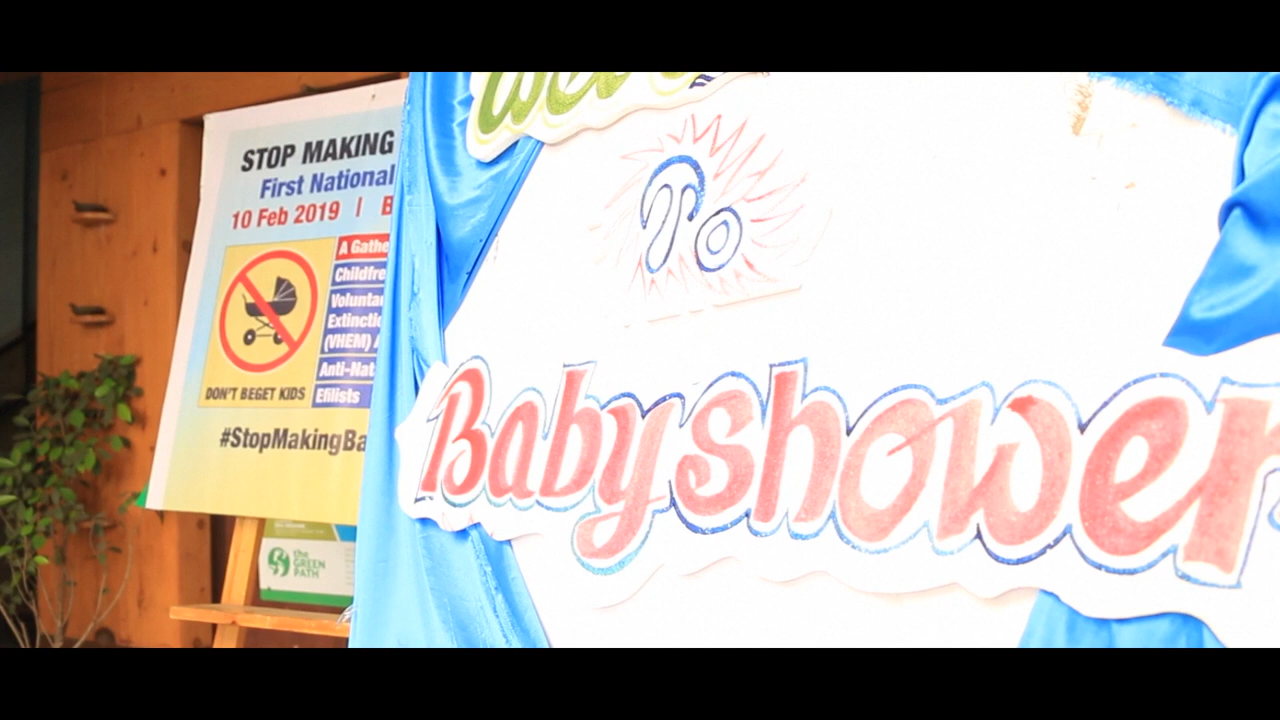 STOP MAKING
First National
10 Feb 2019 | B
A Gathe
Childfre
Voluntar
Extinctio
(VHEM) A
Anti-Nat
Efilists
DON'T BEGET KIDS
#StopMakingBa
the
GREEN
PATH
To
Babyshower